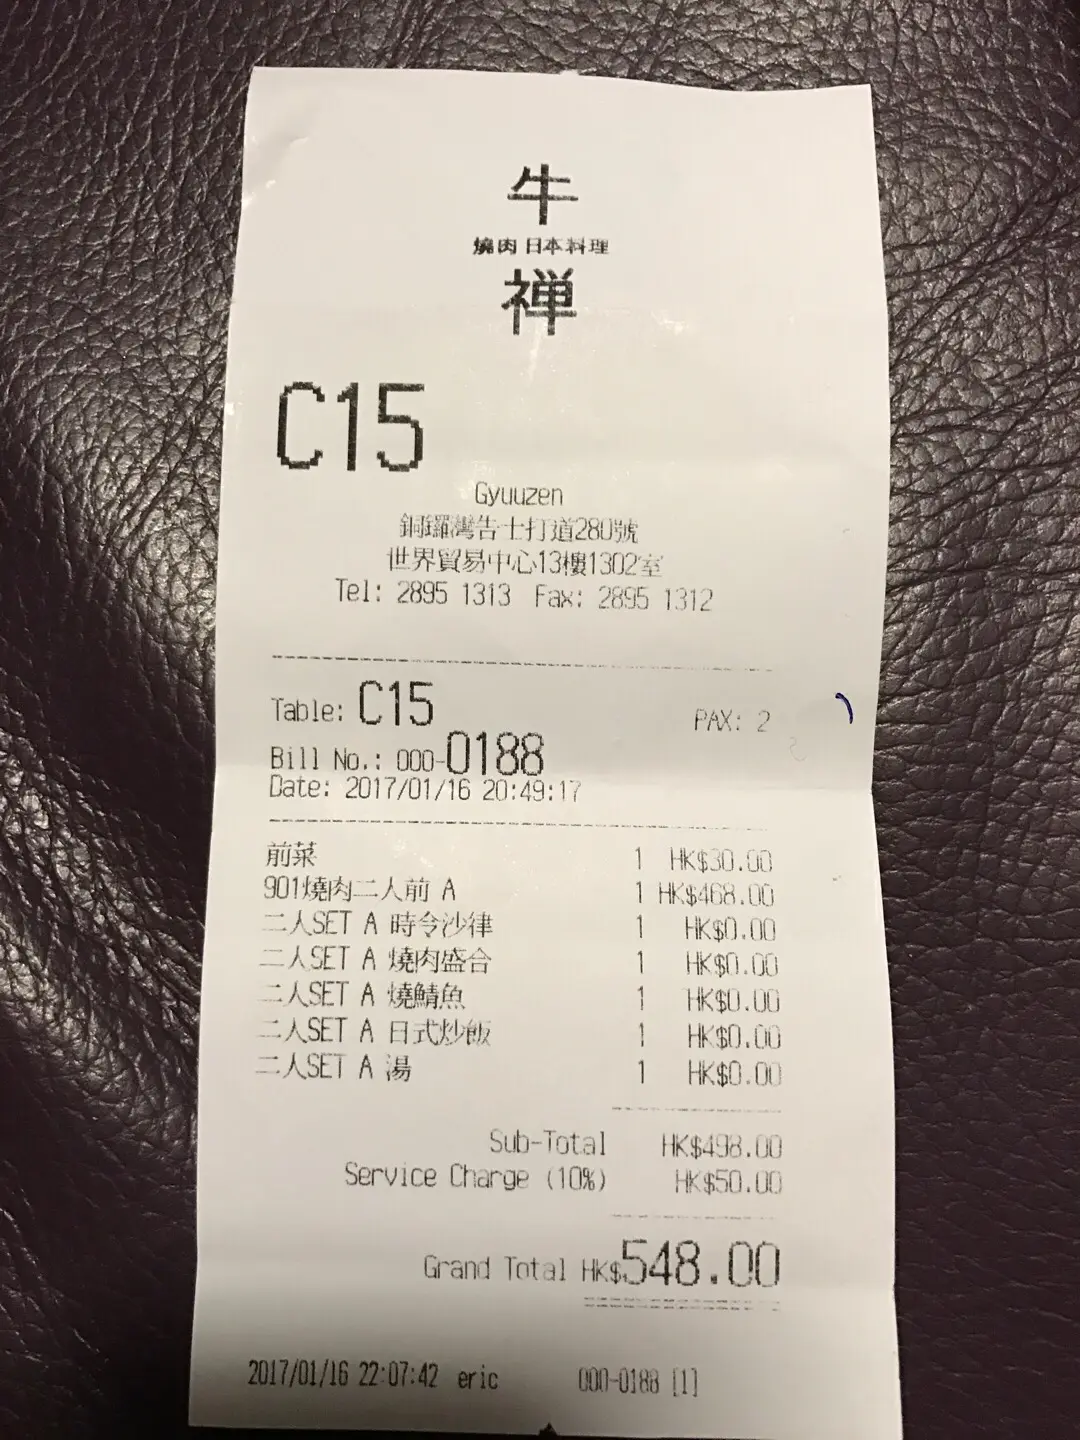 牛
燒肉 日本料理
禅
C15
Gyuuzen
銅鑼灣告士打道280號
世界貿易中心13樓1302室
Tel: 2895 1313 Fax: 2895 1312
Table: C15 PAX: 2
Bill No.: 000-0188
Date: 2017/01/16 20:49:17
前菜 1 HK$30.00
901燒肉二人前 A 1 HK$468.00
二人SET A 時令沙律 1 HK$0.00
二人SET A 燒肉盛合 1 HK$0.00
二人SET A 燒鯖魚 1 HK$0.00
二人SET A 日式炒飯 1 HK$0.00
二人SET A 湯 1 HK$0.00
Sub-Total HK$498.00
Service Charge (10%) HK$50.00
Grand Total HK$548.00
2017/01/16 22:07:42 eric 000-0188 [1]